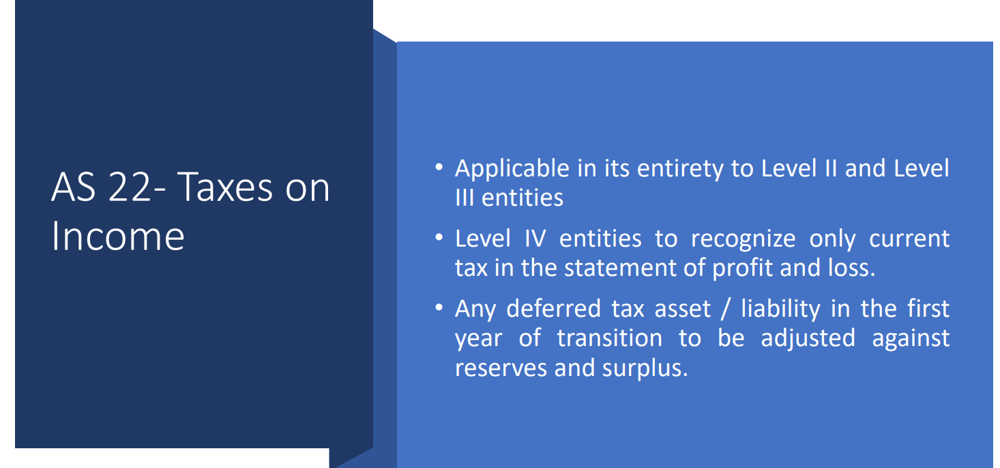 AS 22- Taxes on
Income
• Applicable in its entirety to Level II and Level
III entities
• Level IV entities to recognize only current
tax in the statement of profit and loss.
• Any deferred tax asset / liability in the first
year of transition to be adjusted against
reserves and surplus.